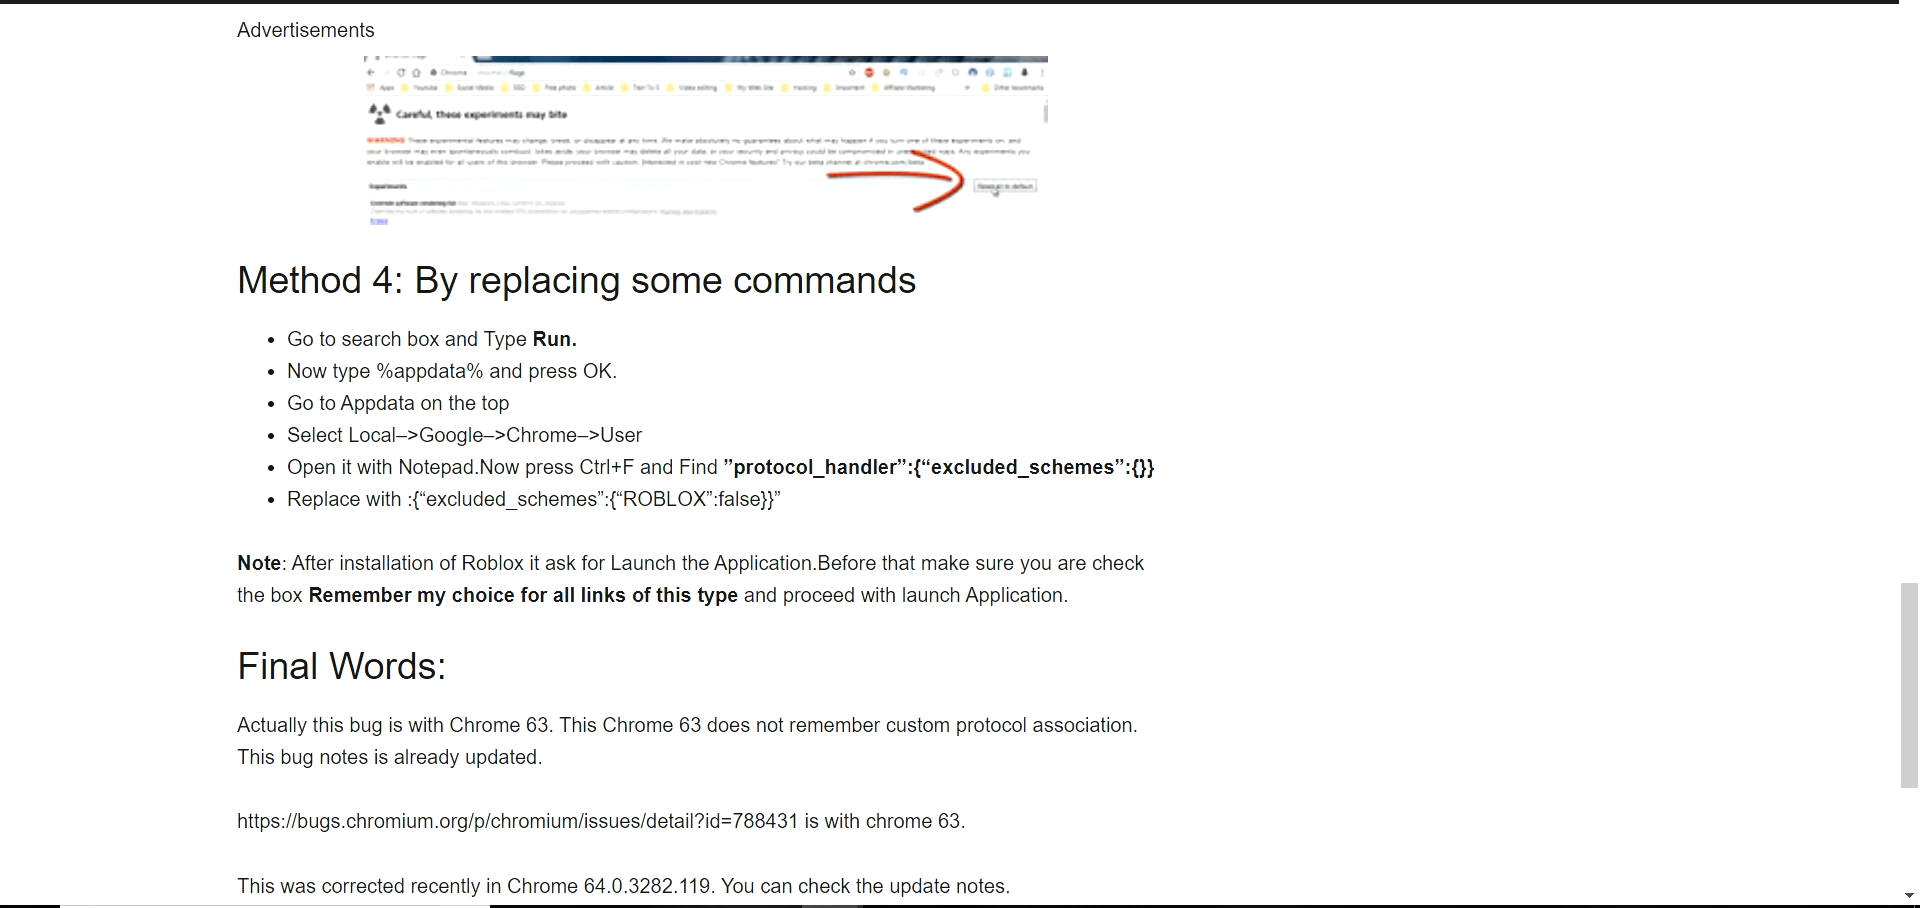 Advertisements
Careful, these experiments may bite
WARNING
Experiments
Method 4: By replacing some commands
Go to search box and Type Run.
Now type %appdata% and press OK.
Go to Appdata on the top
Select Local–>Google–>Chrome–>User
Open it with Notepad.Now press Ctrl+F and Find ”protocol_handler”:{“excluded_schemes”:{}}
Replace with :{“excluded_schemes”:{“ROBLOX”:false}}”
Note: After installation of Roblox it ask for Launch the Application.Before that make sure you are check
the box Remember my choice for all links of this type and proceed with launch Application.
Final Words:
Actually this bug is with Chrome 63. This Chrome 63 does not remember custom protocol association.
This bug notes is already updated.
https://bugs.chromium.org/p/chromium/issues/detail?id=788431 is with chrome 63.
This was corrected recently in Chrome 64.0.3282.119. You can check the update notes.